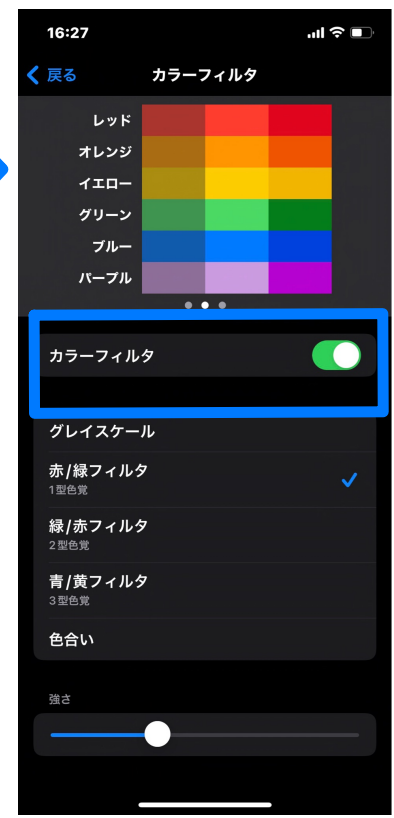 16:27
戻る
カラーフィルタ
レッド
オレンジ
イエロー
グリーン
ブルー
パープル
カラーフィルタ
グレイスケール
赤/緑フィルタ
1型色覚
緑/赤フィルタ
2型色覚
青/黄フィルタ
3型色覚
色合い
強さ